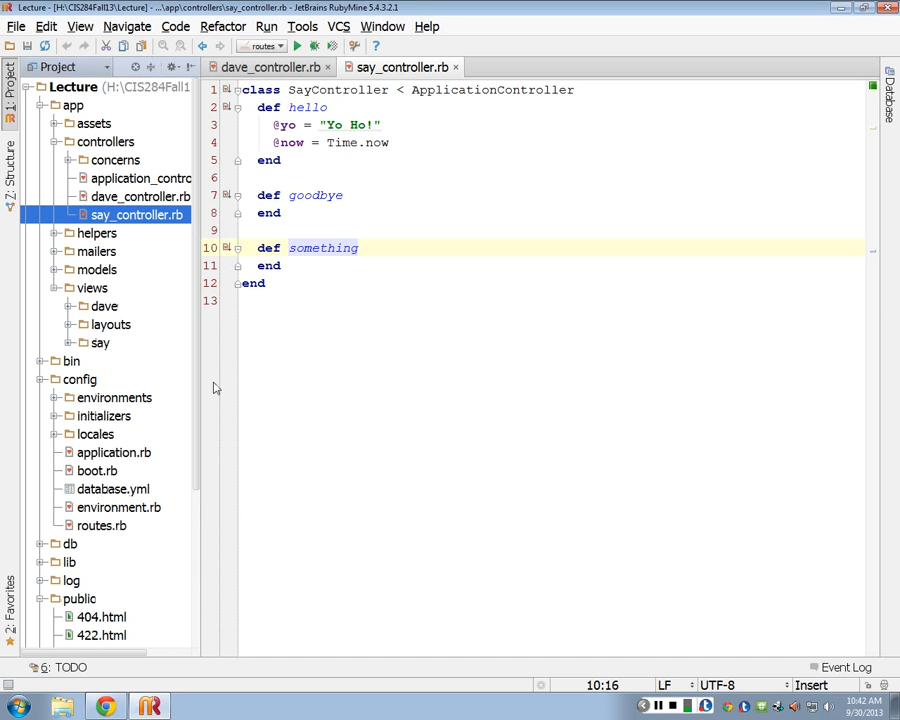 Lecture - [H:\CIS284Fall13\Lecture] - ...\app\controllers\say_controller.rb - JetBrains RubyMine 5.4.3.2.1
File Edit View Navigate Code Refactor Run Tools VCS Window Help
routes
Project
dave_controller.rb
say_controller.rb
1: Project
Z: Structure
2: Favorites
Database
Lecture (H:\CIS284Fall1
app
assets
controllers
concerns
application_contro
dave_controller.rb
say_controller.rb
helpers
mailers
models
views
dave
layouts
say
bin
config
environments
initializers
locales
application.rb
boot.rb
database.yml
environment.rb
routes.rb
db
lib
log
public
404.html
422.html
1 class SayController < ApplicationController
2 def hello
3 @yo = "Yo Ho!"
4 @now = Time.now
5 end
6
7 def goodbye
8 end
9
10 def something
11 end
12 end
13
6: TODO
Event Log
10:16 LF UTF-8 Insert
10:42 AM
9/30/2013